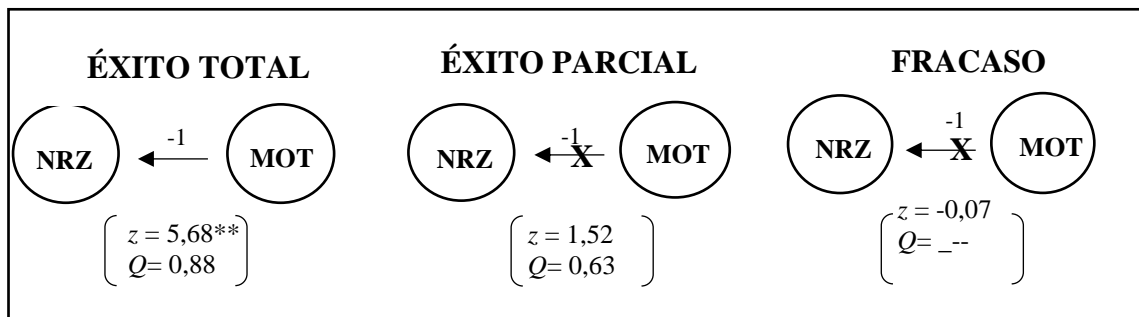 ÉXITO TOTAL
NRZ
-1
MOT
z = 5,68**
Q= 0,88
ÉXITO PARCIAL
NRZ
-1
X
MOT
z = 1,52
Q= 0,63
FRACASO
NRZ
-1
X
MOT
z = -0,07
Q= _--